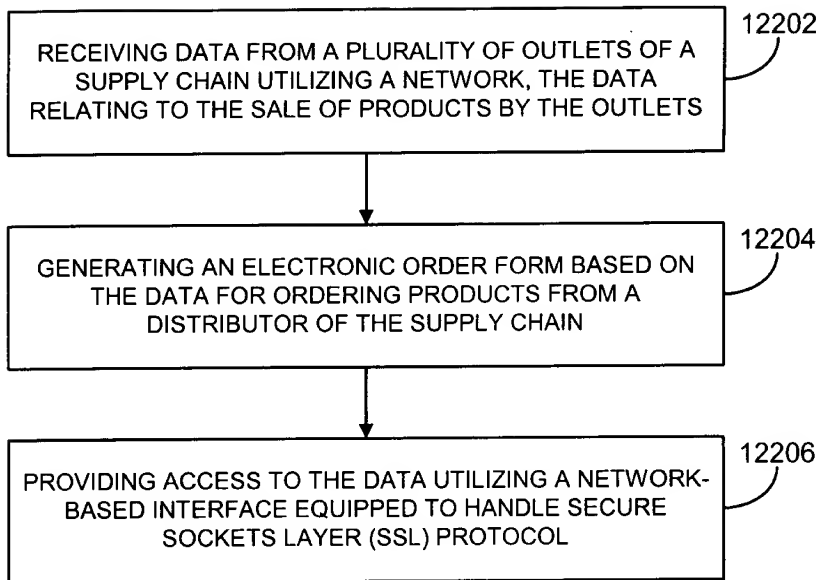 12202
RECEIVING DATA FROM A PLURALITY OF OUTLETS OF A
SUPPLY CHAIN UTILIZING A NETWORK, THE DATA
RELATING TO THE SALE OF PRODUCTS BY THE OUTLETS
12204
GENERATING AN ELECTRONIC ORDER FORM BASED ON
THE DATA FOR ORDERING PRODUCTS FROM A
DISTRIBUTOR OF THE SUPPLY CHAIN
12206
PROVIDING ACCESS TO THE DATA UTILIZING A NETWORK-
BASED INTERFACE EQUIPPED TO HANDLE SECURE
SOCKETS LAYER (SSL) PROTOCOL